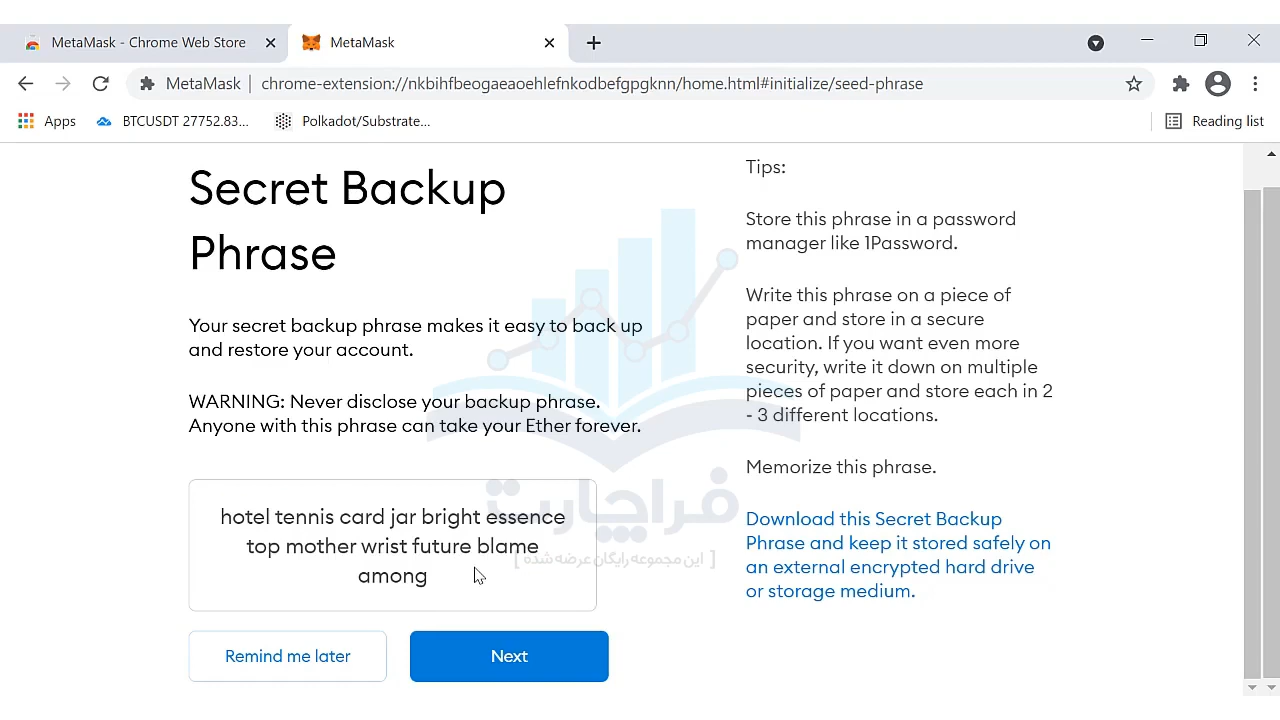 MetaMask - Chrome Web Store
MetaMask
MetaMask
chrome-extension://nkbihfbeogaeaoehlefnkodbefgpgknn/home.html#initialize/seed-phrase
Apps
BTCUSDT 27752.83...
Polkadot/Substrate...
Reading list
Secret Backup
Phrase
Your secret backup phrase makes it easy to back up
and restore your account.
WARNING: Never disclose your backup phrase.
Anyone with this phrase can take your Ether forever.
hotel tennis card jar bright essence
top mother wrist future blame
among
Remind me later
Next
Tips:
Store this phrase in a password
manager like 1Password.
Write this phrase on a piece of
paper and store in a secure
location. If you want even more
security, write it down on multiple
pieces of paper and store each in 2
- 3 different locations.
Memorize this phrase.
Download this Secret Backup
Phrase and keep it stored safely on
an external encrypted hard drive
or storage medium.
فراچارت
[ این مجموعه رایگان عرضه شده ]